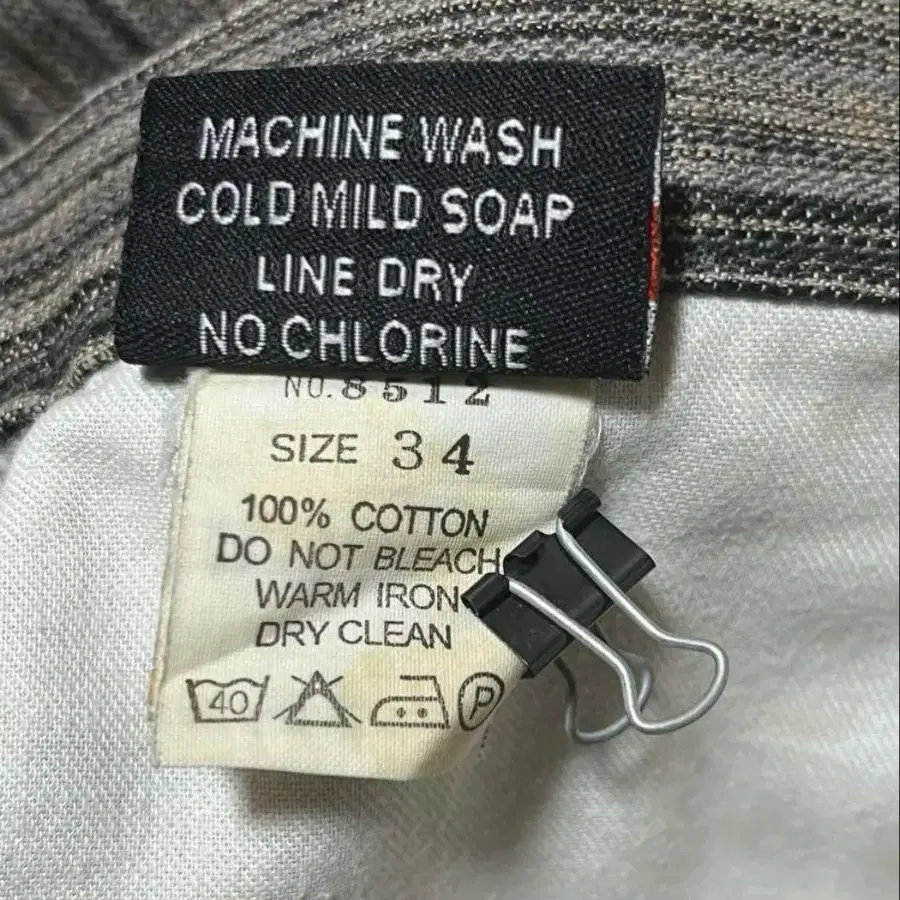 MACHINE WASH
COLD MILD SOAP
LINE DRY
NO CHLORINE
NO. 8512
SIZE 34
100% COTTON
DO NOT BLEACH
WARM IRON
DRY CLEAN
40 P